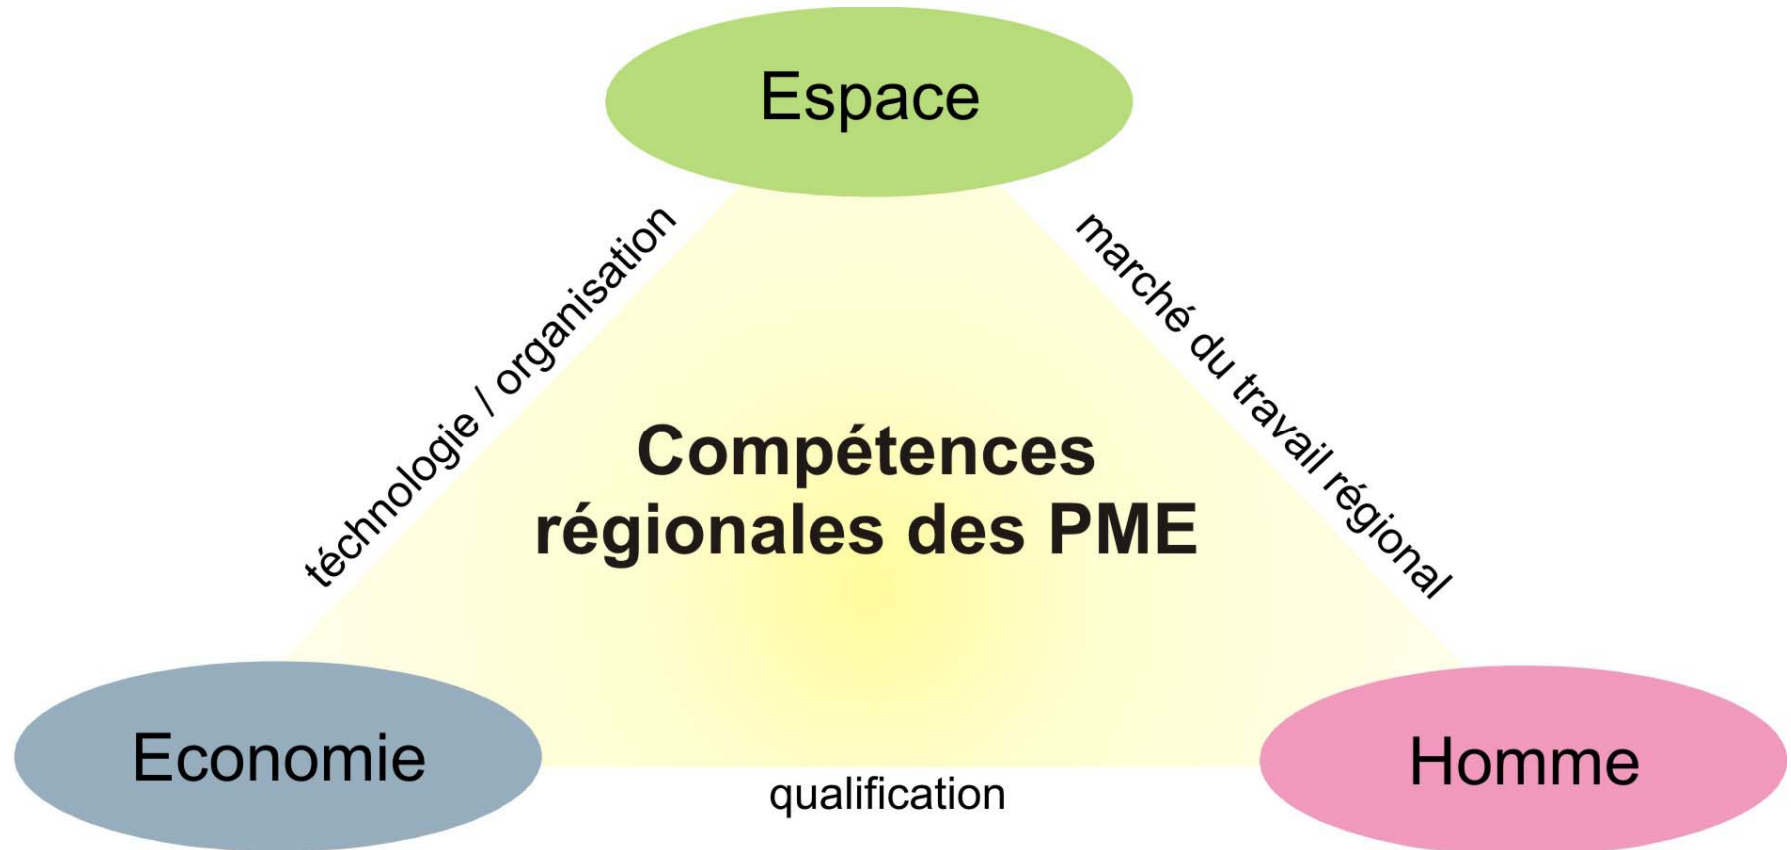 Espace
téchnologie / organisation
marché du travail régional
Compétences
régionales des PME
Economie
Homme
qualification